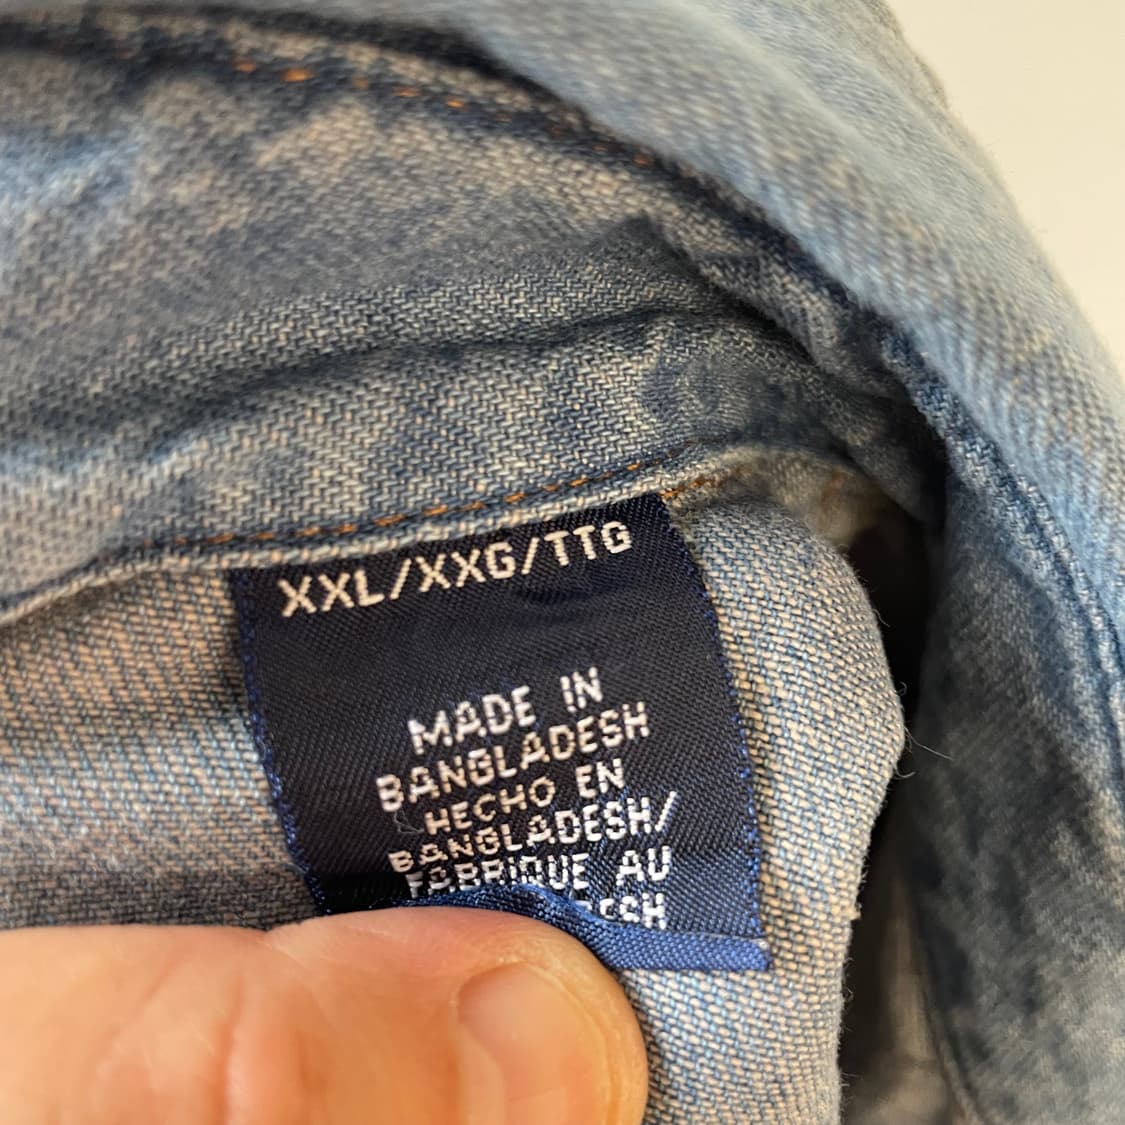 XXL/XXG/TTG
MADE IN
BANGLADESH
HECHO EN
BANGLADESH/
FABRIQUE AU